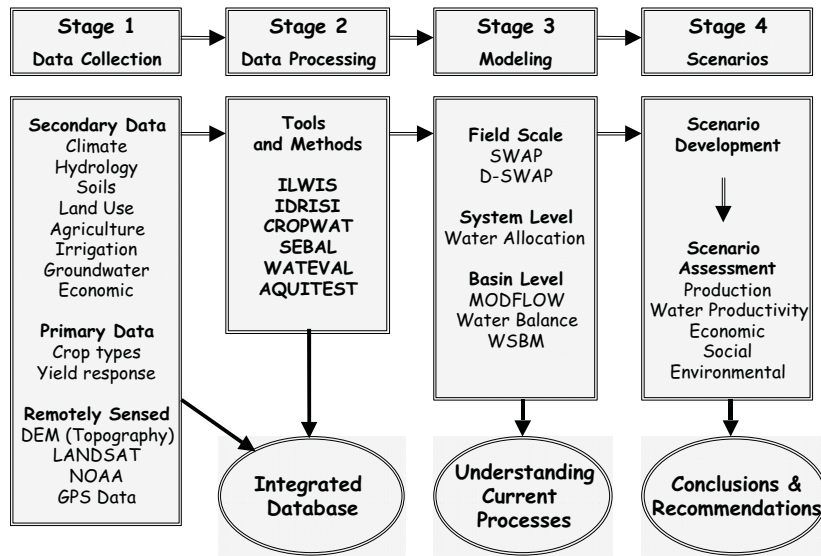 Stage 1
Data Collection
Stage 2
Data Processing
Stage 3
Modeling
Stage 4
Scenarios
Secondary Data
Climate
Hydrology
Soils
Land Use
Agriculture
Irrigation
Groundwater
Economic
Primary Data
Crop types
Yield response
Remotely Sensed
DEM (Topography)
LANDSAT
NOAA
GPS Data
Tools
and Methods
ILWIS
IDRISI
CROPWAT
SEBAL
WATEVAL
AQUITEST
Integrated
Database
Field Scale
SWAP
D-SWAP
System Level
Water Allocation
Basin Level
MODFLOW
Water Balance
WSBM
Understanding
Current
Processes
Scenario
Development
Scenario
Assessment
Production
Water Productivity
Economic
Social
Environmental
Conclusions &
Recommendations